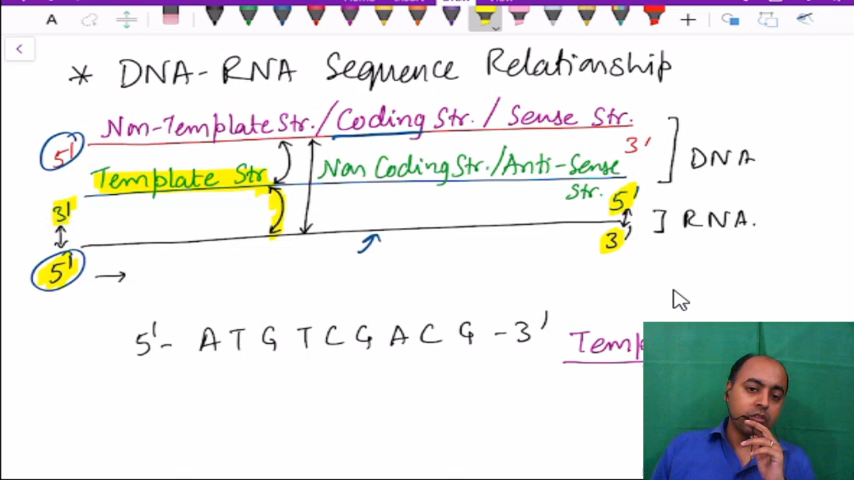 * DNA-RNA Sequence Relationship
Non-Template Str. / Coding Str. / Sense Str.
5' 3'
Template Str Non Coding Str. / Anti-Sense Str.
DNA
3' 5'
RNA.
5' → 3'
5'- A T G T C G A C G -3' Temp
A